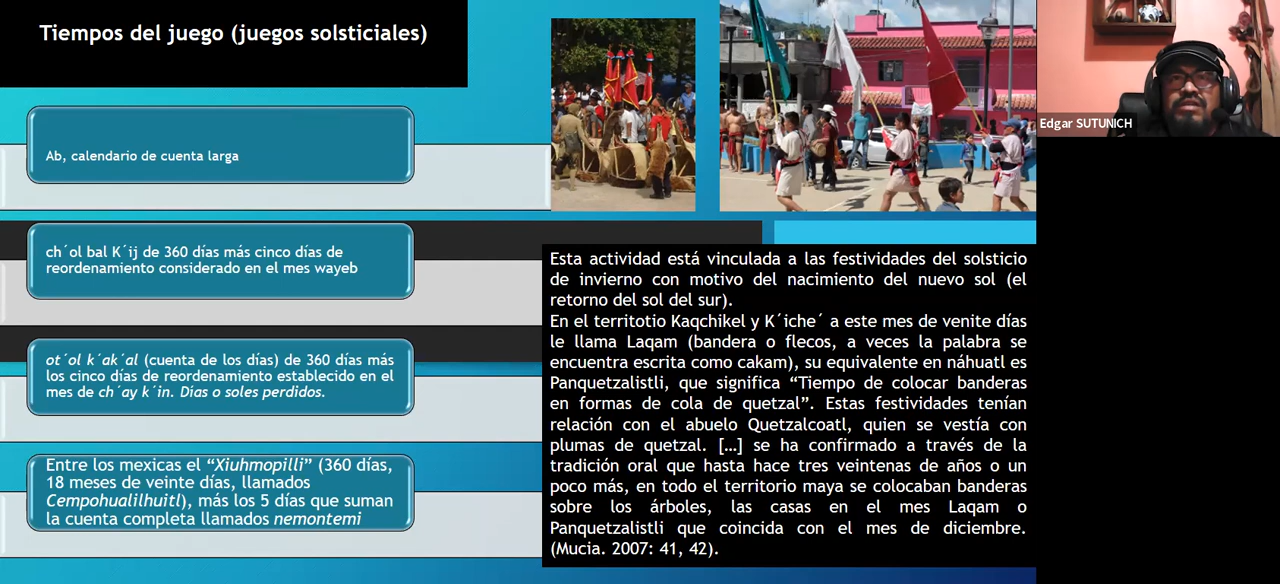 Tiempos del juego (juegos solsticiales)
Ab, calendario de cuenta larga
ch´ol bal K´ij de 360 días más cinco días de
reordenamiento considerado en el mes wayeb
ot´ol k´ak´al (cuenta de los días) de 360 días más
los cinco días de reordenamiento establecido en el
mes de ch´ay k´in. Días o soles perdidos.
Entre los mexicas el “Xiuhmopilli” (360 días,
18 meses de veinte días, llamados
Cempohualilhuitl), más los 5 días que suman
la cuenta completa llamados nemontemi
Esta actividad está vinculada a las festividades del solsticio
de invierno con motivo del nacimiento del nuevo sol (el
retorno del sol del sur).
En el territotio Kaqchikel y K´iche´ a este mes de venite días
le llama Laqam (bandera o flecos, a veces la palabra se
encuentra escrita como cakam), su equivalente en náhuatl es
Panquetzalistli, que significa “Tiempo de colocar banderas
en formas de cola de quetzal”. Estas festividades tenían
relación con el abuelo Quetzalcoatl, quien se vestía con
plumas de quetzal. […] se ha confirmado a través de la
tradición oral que hasta hace tres veintenas de años o un
poco más, en todo el territorio maya se colocaban banderas
sobre los árboles, las casas en el mes Laqam o
Panquetzalistli que coincida con el mes de diciembre.
(Mucia. 2007: 41, 42).
Edgar SUTUNICH